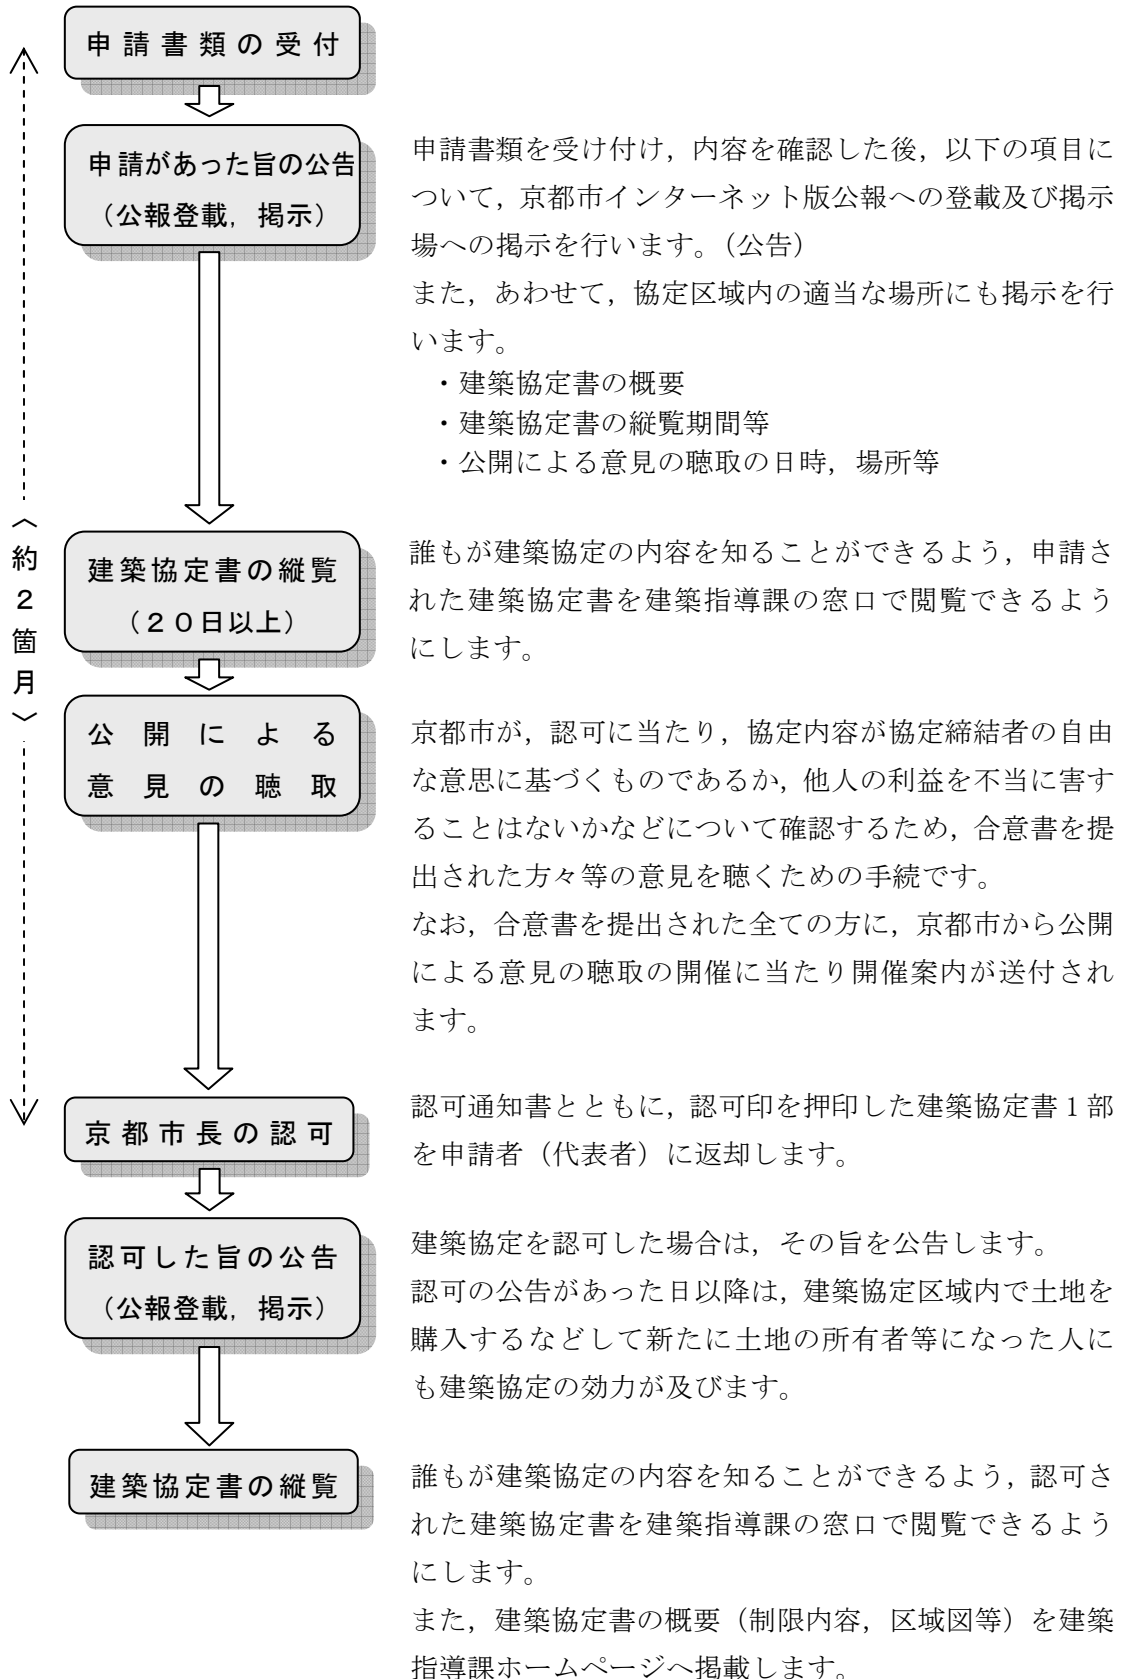 申請書類の受付
申請があった旨の公告
（公報登載，掲示）
申請書類を受け付け，内容を確認した後，以下の項目に
ついて，京都市インターネット版公報への登載及び掲示
場への掲示を行います。（公告）
また，あわせて，協定区域内の適当な場所にも掲示を行
います。
・建築協定書の概要
・建築協定書の縦覧期間等
・公開による意見の聴取の日時，場所等
〈約２箇月〉
建築協定書の縦覧
（２０日以上）
誰もが建築協定の内容を知ることができるよう，申請さ
れた建築協定書を建築指導課の窓口で閲覧できるよう
にします。
公開による
意見の聴取
京都市が，認可に当たり，協定内容が協定締結者の自由
な意思に基づくものであるか，他人の利益を不当に害す
ることはないかなどについて確認するため，合意書を提
出された方々等の意見を聴くための手続です。
なお，合意書を提出された全ての方に，京都市から公開
による意見の聴取の開催に当たり開催案内が送付され
ます。
京都市長の認可
認可通知書とともに，認可印を押印した建築協定書１部
を申請者（代表者）に返却します。
認可した旨の公告
（公報登載，掲示）
建築協定を認可した場合は，その旨を公告します。
認可の公告があった日以降は，建築協定区域内で土地を
購入するなどして新たに土地の所有者等になった人に
も建築協定の効力が及びます。
建築協定書の縦覧
誰もが建築協定の内容を知ることができるよう，認可さ
れた建築協定書を建築指導課の窓口で閲覧できるよう
にします。
また，建築協定書の概要（制限内容，区域図等）を建築
指導課ホームページへ掲載します。